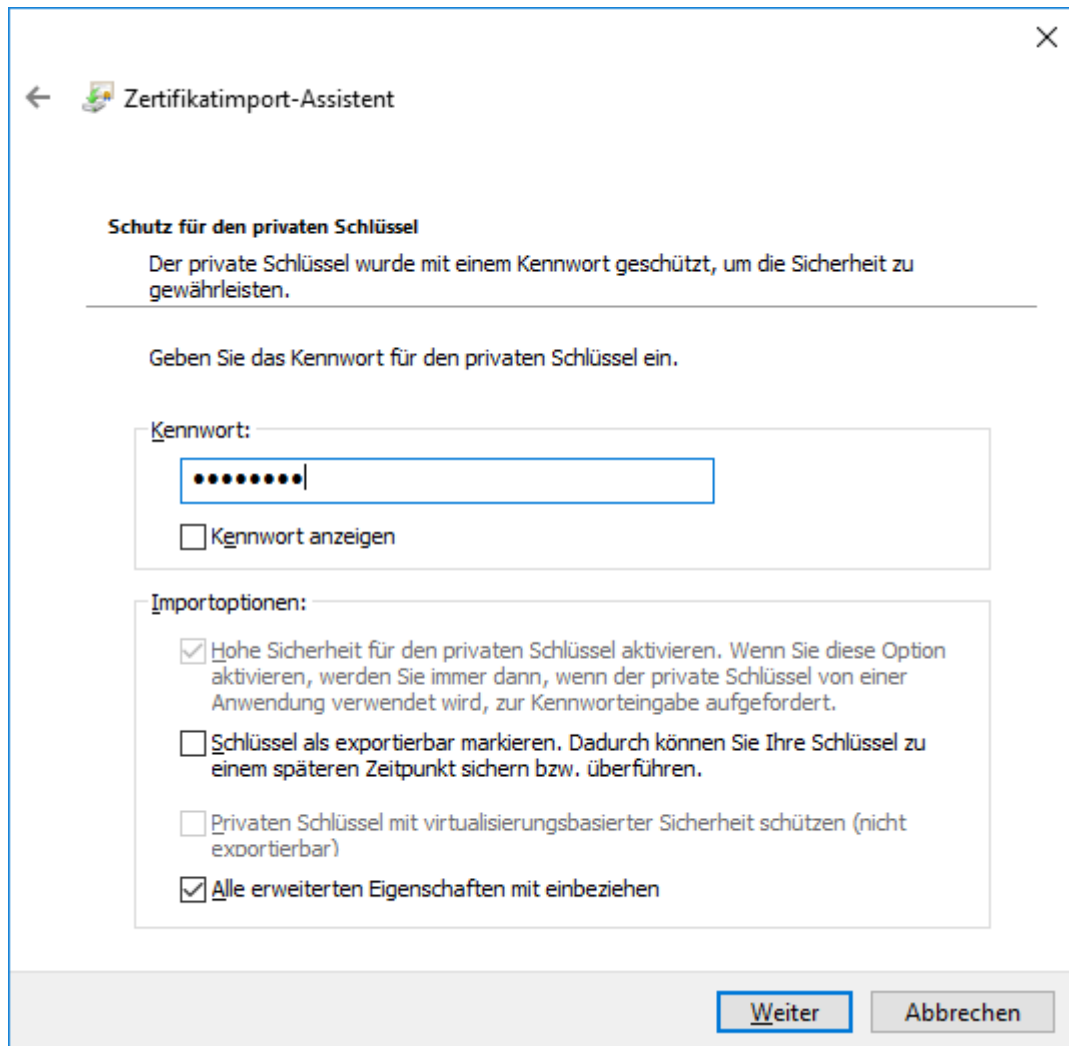 Zertifikatimport-Assistent
Schutz für den privaten Schlüssel
Der private Schlüssel wurde mit einem Kennwort geschützt, um die Sicherheit zu
gewährleisten.
Geben Sie das Kennwort für den privaten Schlüssel ein.
Kennwort:
••••••••
Kennwort anzeigen
Importoptionen:
Hohe Sicherheit für den privaten Schlüssel aktivieren. Wenn Sie diese Option
aktivieren, werden Sie immer dann, wenn der private Schlüssel von einer
Anwendung verwendet wird, zur Kennworteingabe aufgefordert.
Schlüssel als exportierbar markieren. Dadurch können Sie Ihre Schlüssel zu
einem späteren Zeitpunkt sichern bzw. überführen.
Privaten Schlüssel mit virtualisierungsbasierter Sicherheit schützen (nicht
exportierbar)
Alle erweiterten Eigenschaften mit einbeziehen
Weiter Abbrechen